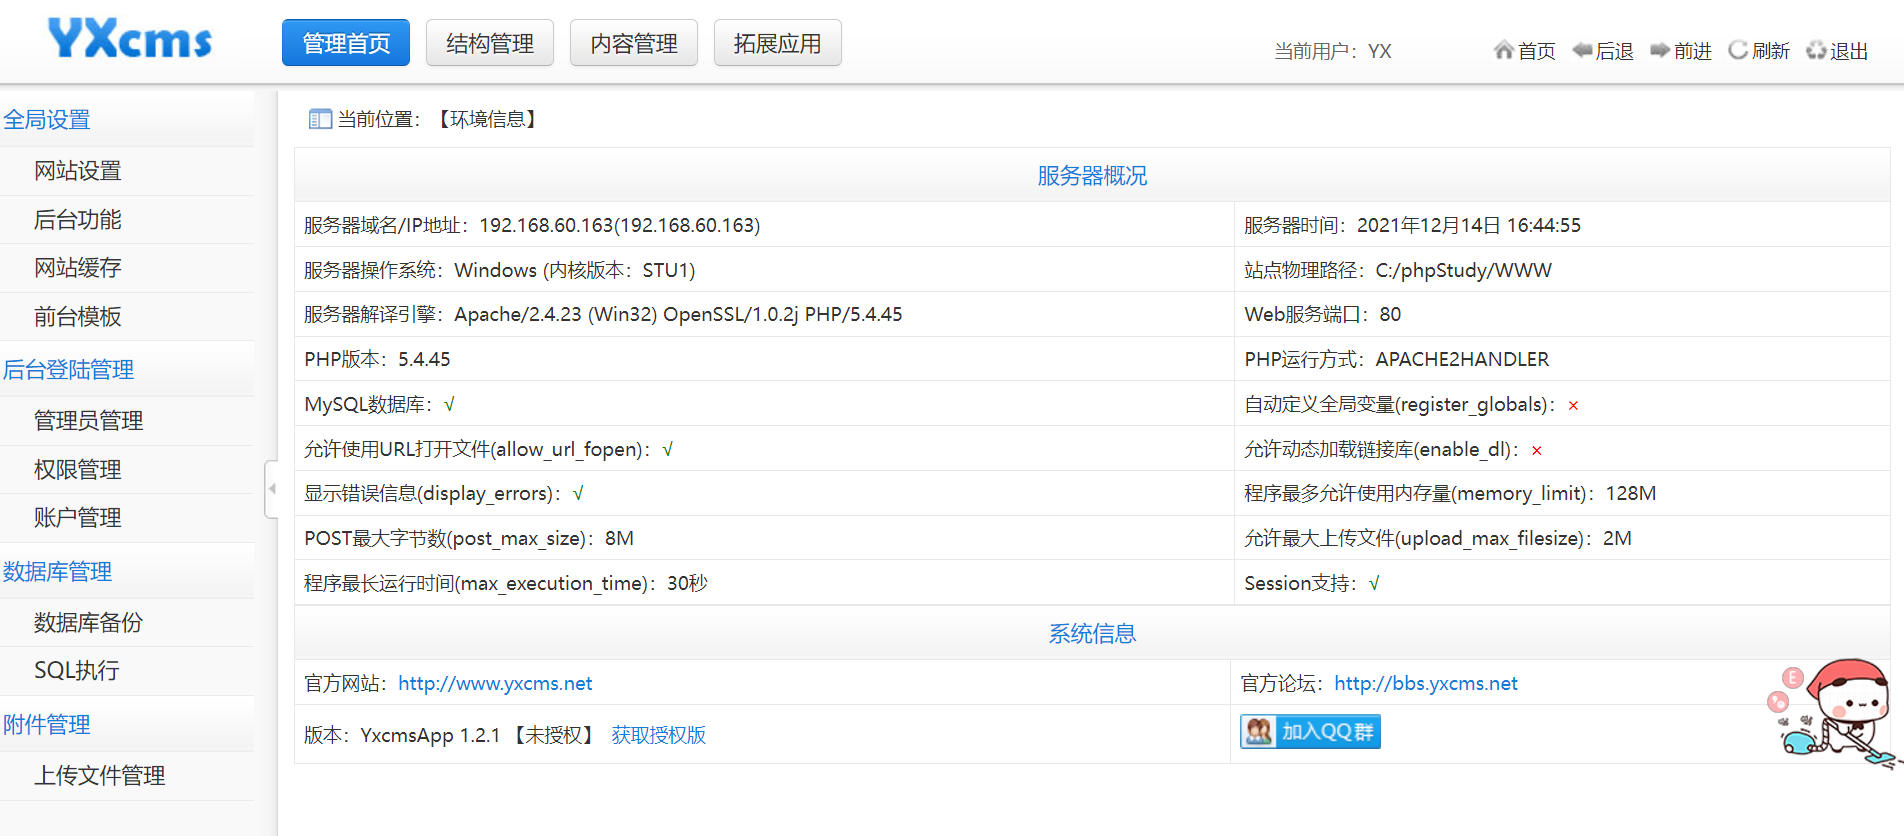 YXcms
管理首页 结构管理 内容管理 拓展应用
当前用户：YX
首页 后退 前进 刷新 退出
全局设置
网站设置
后台功能
网站缓存
前台模板
后台登陆管理
管理员管理
权限管理
账户管理
数据库管理
数据库备份
SQL执行
附件管理
上传文件管理
当前位置：【环境信息】
服务器概况
服务器域名/IP地址：192.168.60.163(192.168.60.163) 服务器时间：2021年12月14日 16:44:55
服务器操作系统：Windows (内核版本：STU1) 站点物理路径：C:/phpStudy/WWW
服务器解译引擎：Apache/2.4.23 (Win32) OpenSSL/1.0.2j PHP/5.4.45 Web服务端口：80
PHP版本：5.4.45 PHP运行方式：APACHE2HANDLER
MySQL数据库：√ 自动定义全局变量(register_globals)：×
允许使用URL打开文件(allow_url_fopen)：√ 允许动态加载链接库(enable_dl)：×
显示错误信息(display_errors)：√ 程序最多允许使用内存量(memory_limit)：128M
POST最大字节数(post_max_size)：8M 允许最大上传文件(upload_max_filesize)：2M
程序最长运行时间(max_execution_time)：30秒 Session支持：√
系统信息
官方网站：http://www.yxcms.net 官方论坛：http://bbs.yxcms.net
版本：YxcmsApp 1.2.1 【未授权】 获取授权版 加入QQ群
E